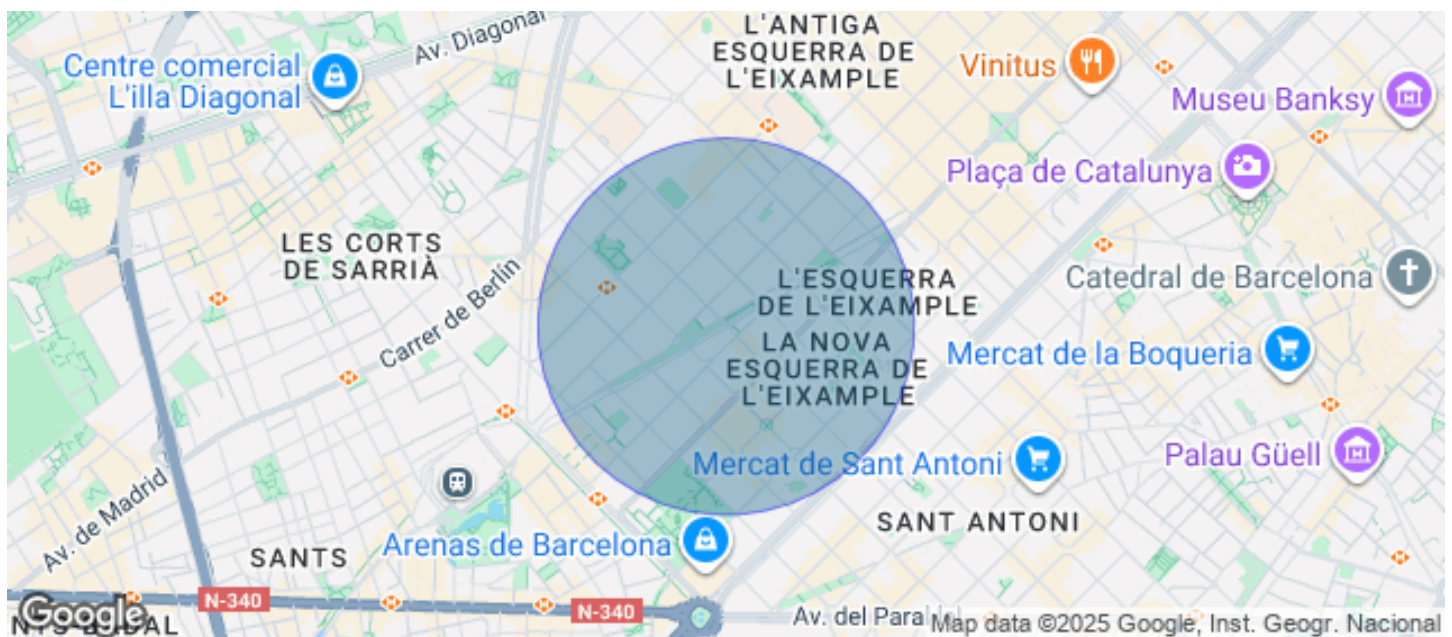 L'ANTIGA
ESQUERRA DE
L'EIXAMPLE
Av. Diagonal
Centre comercial
L'illa Diagonal
Vinitus
Museu Banksy
Plaça de Catalunya
LES CORTS
DE SARRIÀ
Carrer de Berlín
L'ESQUERRA
DE L'EIXAMPLE
Catedral de Barcelona
LA NOVA
ESQUERRA DE
L'EIXAMPLE
Mercat de la Boqueria
Mercat de Sant Antoni
Palau Güell
Av. de Madrid
SANT ANTONI
Arenas de Barcelona
SANTS
N-340
N-340
Google
Av. del
Map data ©2025 Google, Inst. Geogr. Nacional